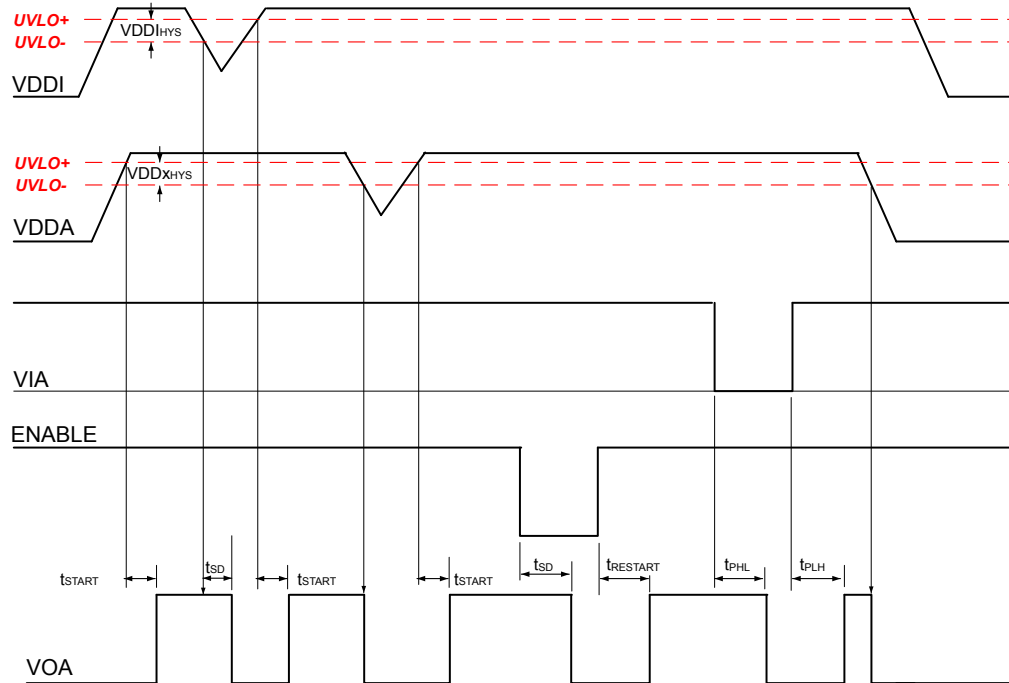 UVLO+
VDDIHYS
UVLO-
VDDI
UVLO+
VDDxHYS
UVLO-
VDDA
VIA
ENABLE
tSTART
tSD
tSTART
tSTART
tSD
tRESTART
tPHL
tPLH
VOA